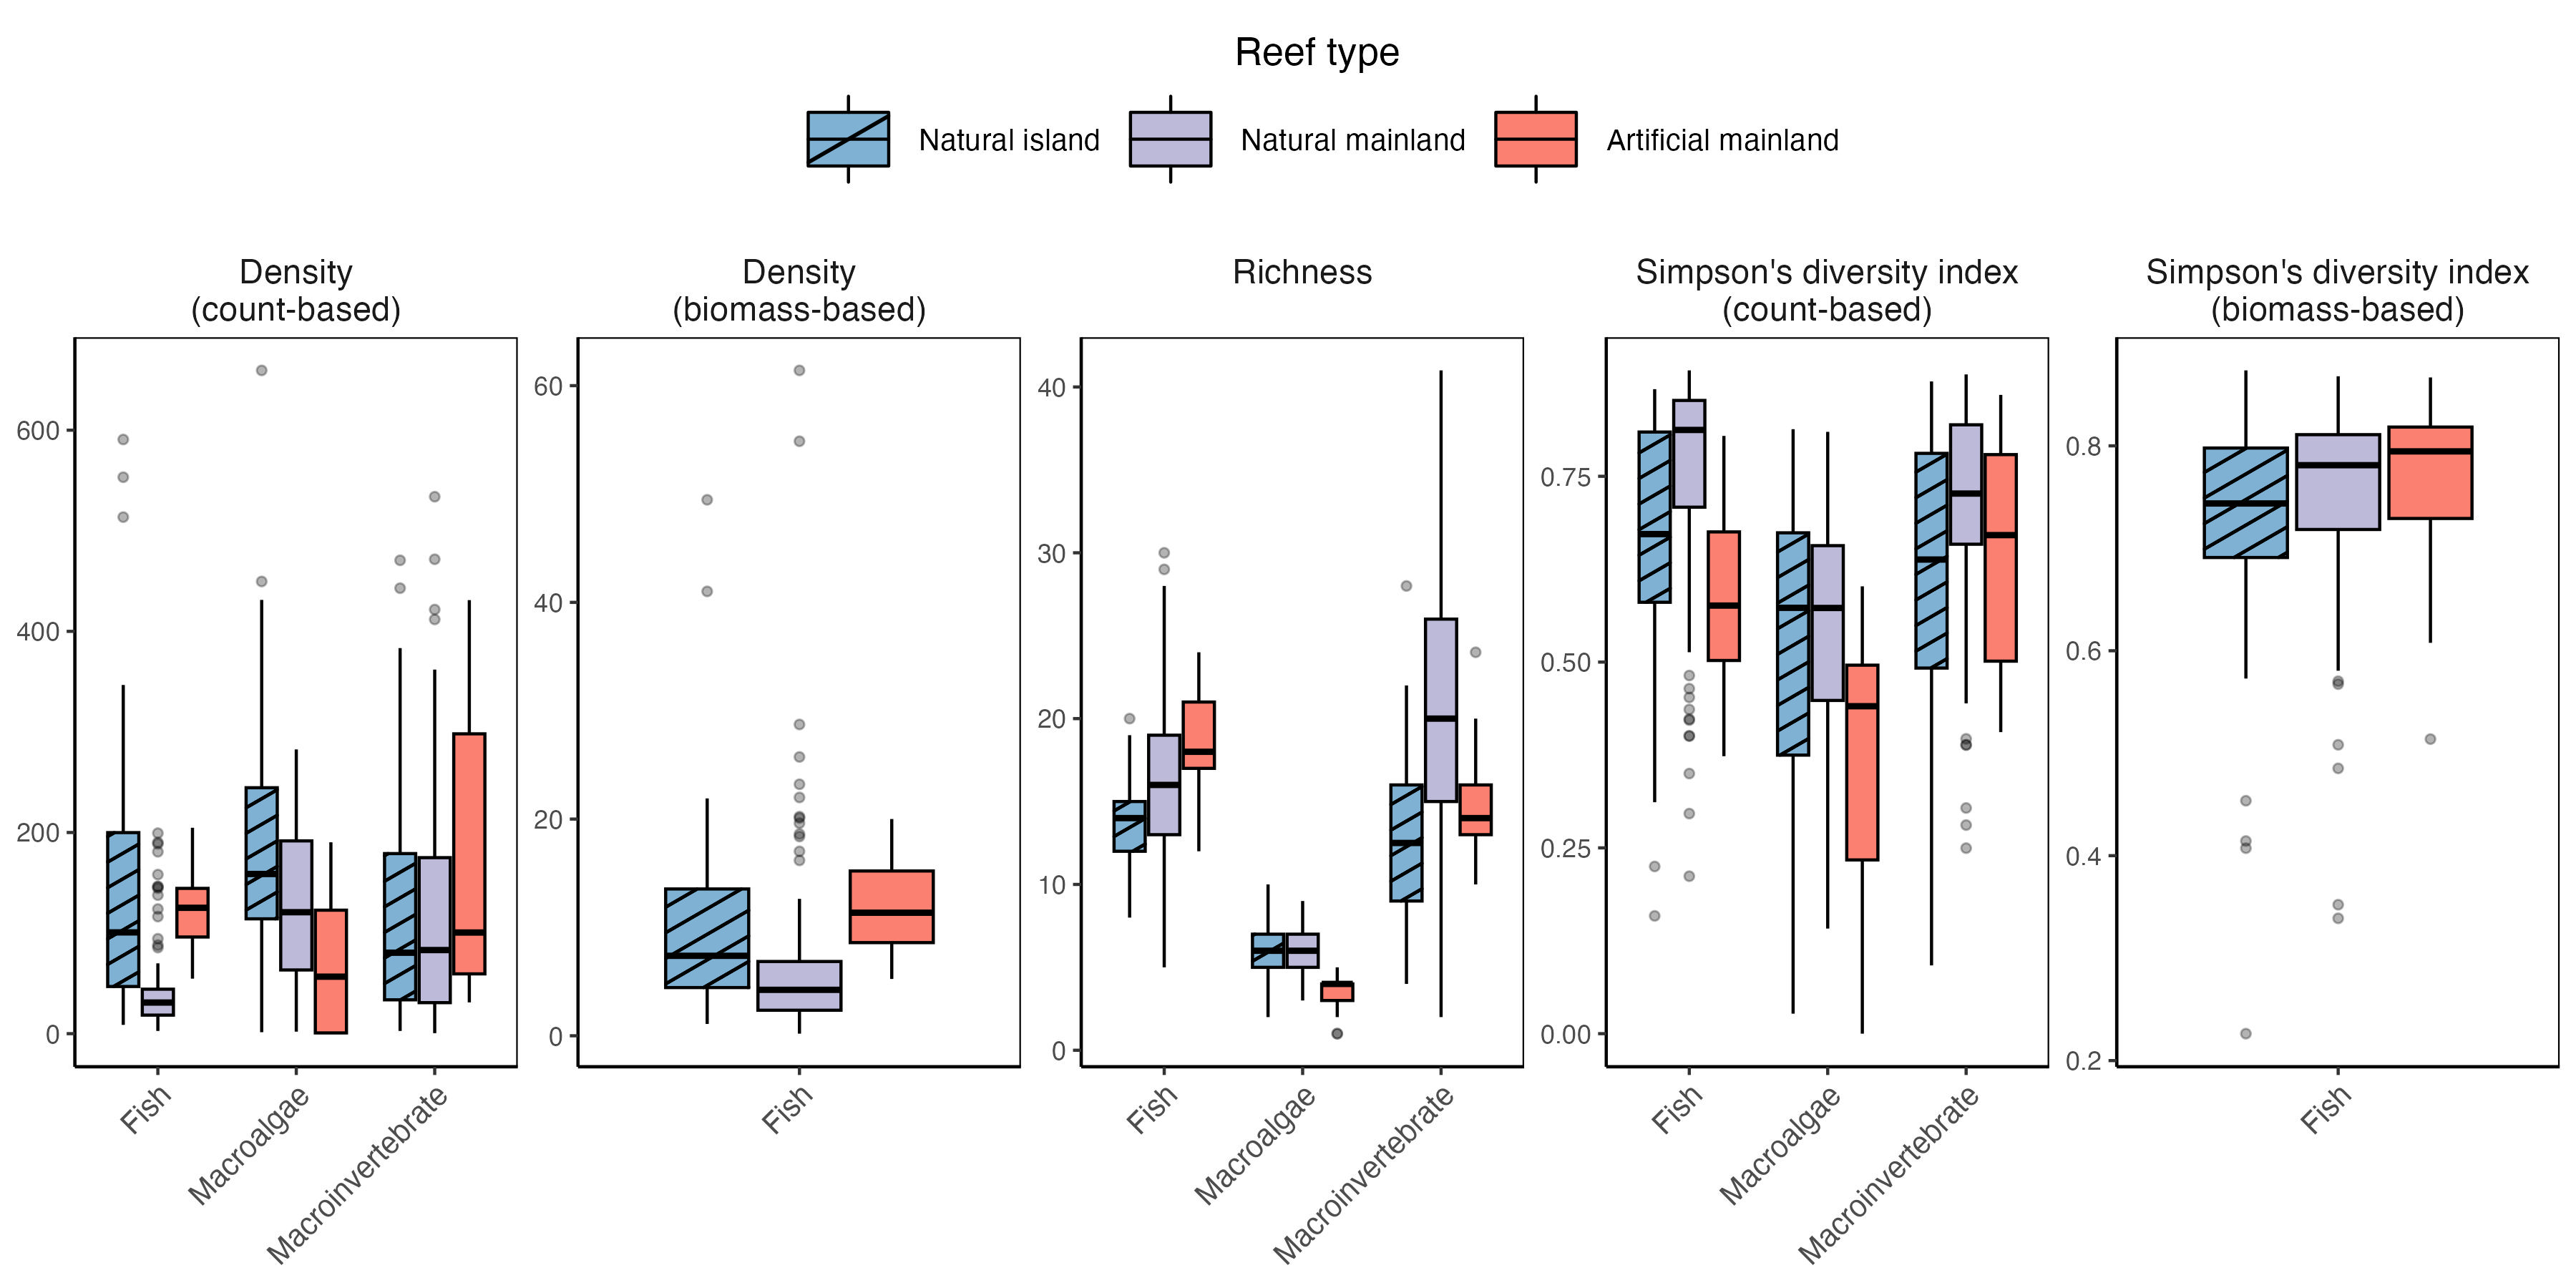 Reef type
Natural island Natural mainland Artificial mainland
Density
(count-based)
Density
(biomass-based)
Richness
Simpson's diversity index
(count-based)
Simpson's diversity index
(biomass-based)
600
400
200
0
Fish
Macroalgae
Macroinvertebrate
60
40
20
0
Fish
40
30
20
10
0
Fish
Macroalgae
Macroinvertebrate
0.75
0.50
0.25
0.00
Fish
Macroalgae
Macroinvertebrate
0.8
0.6
0.4
0.2
Fish